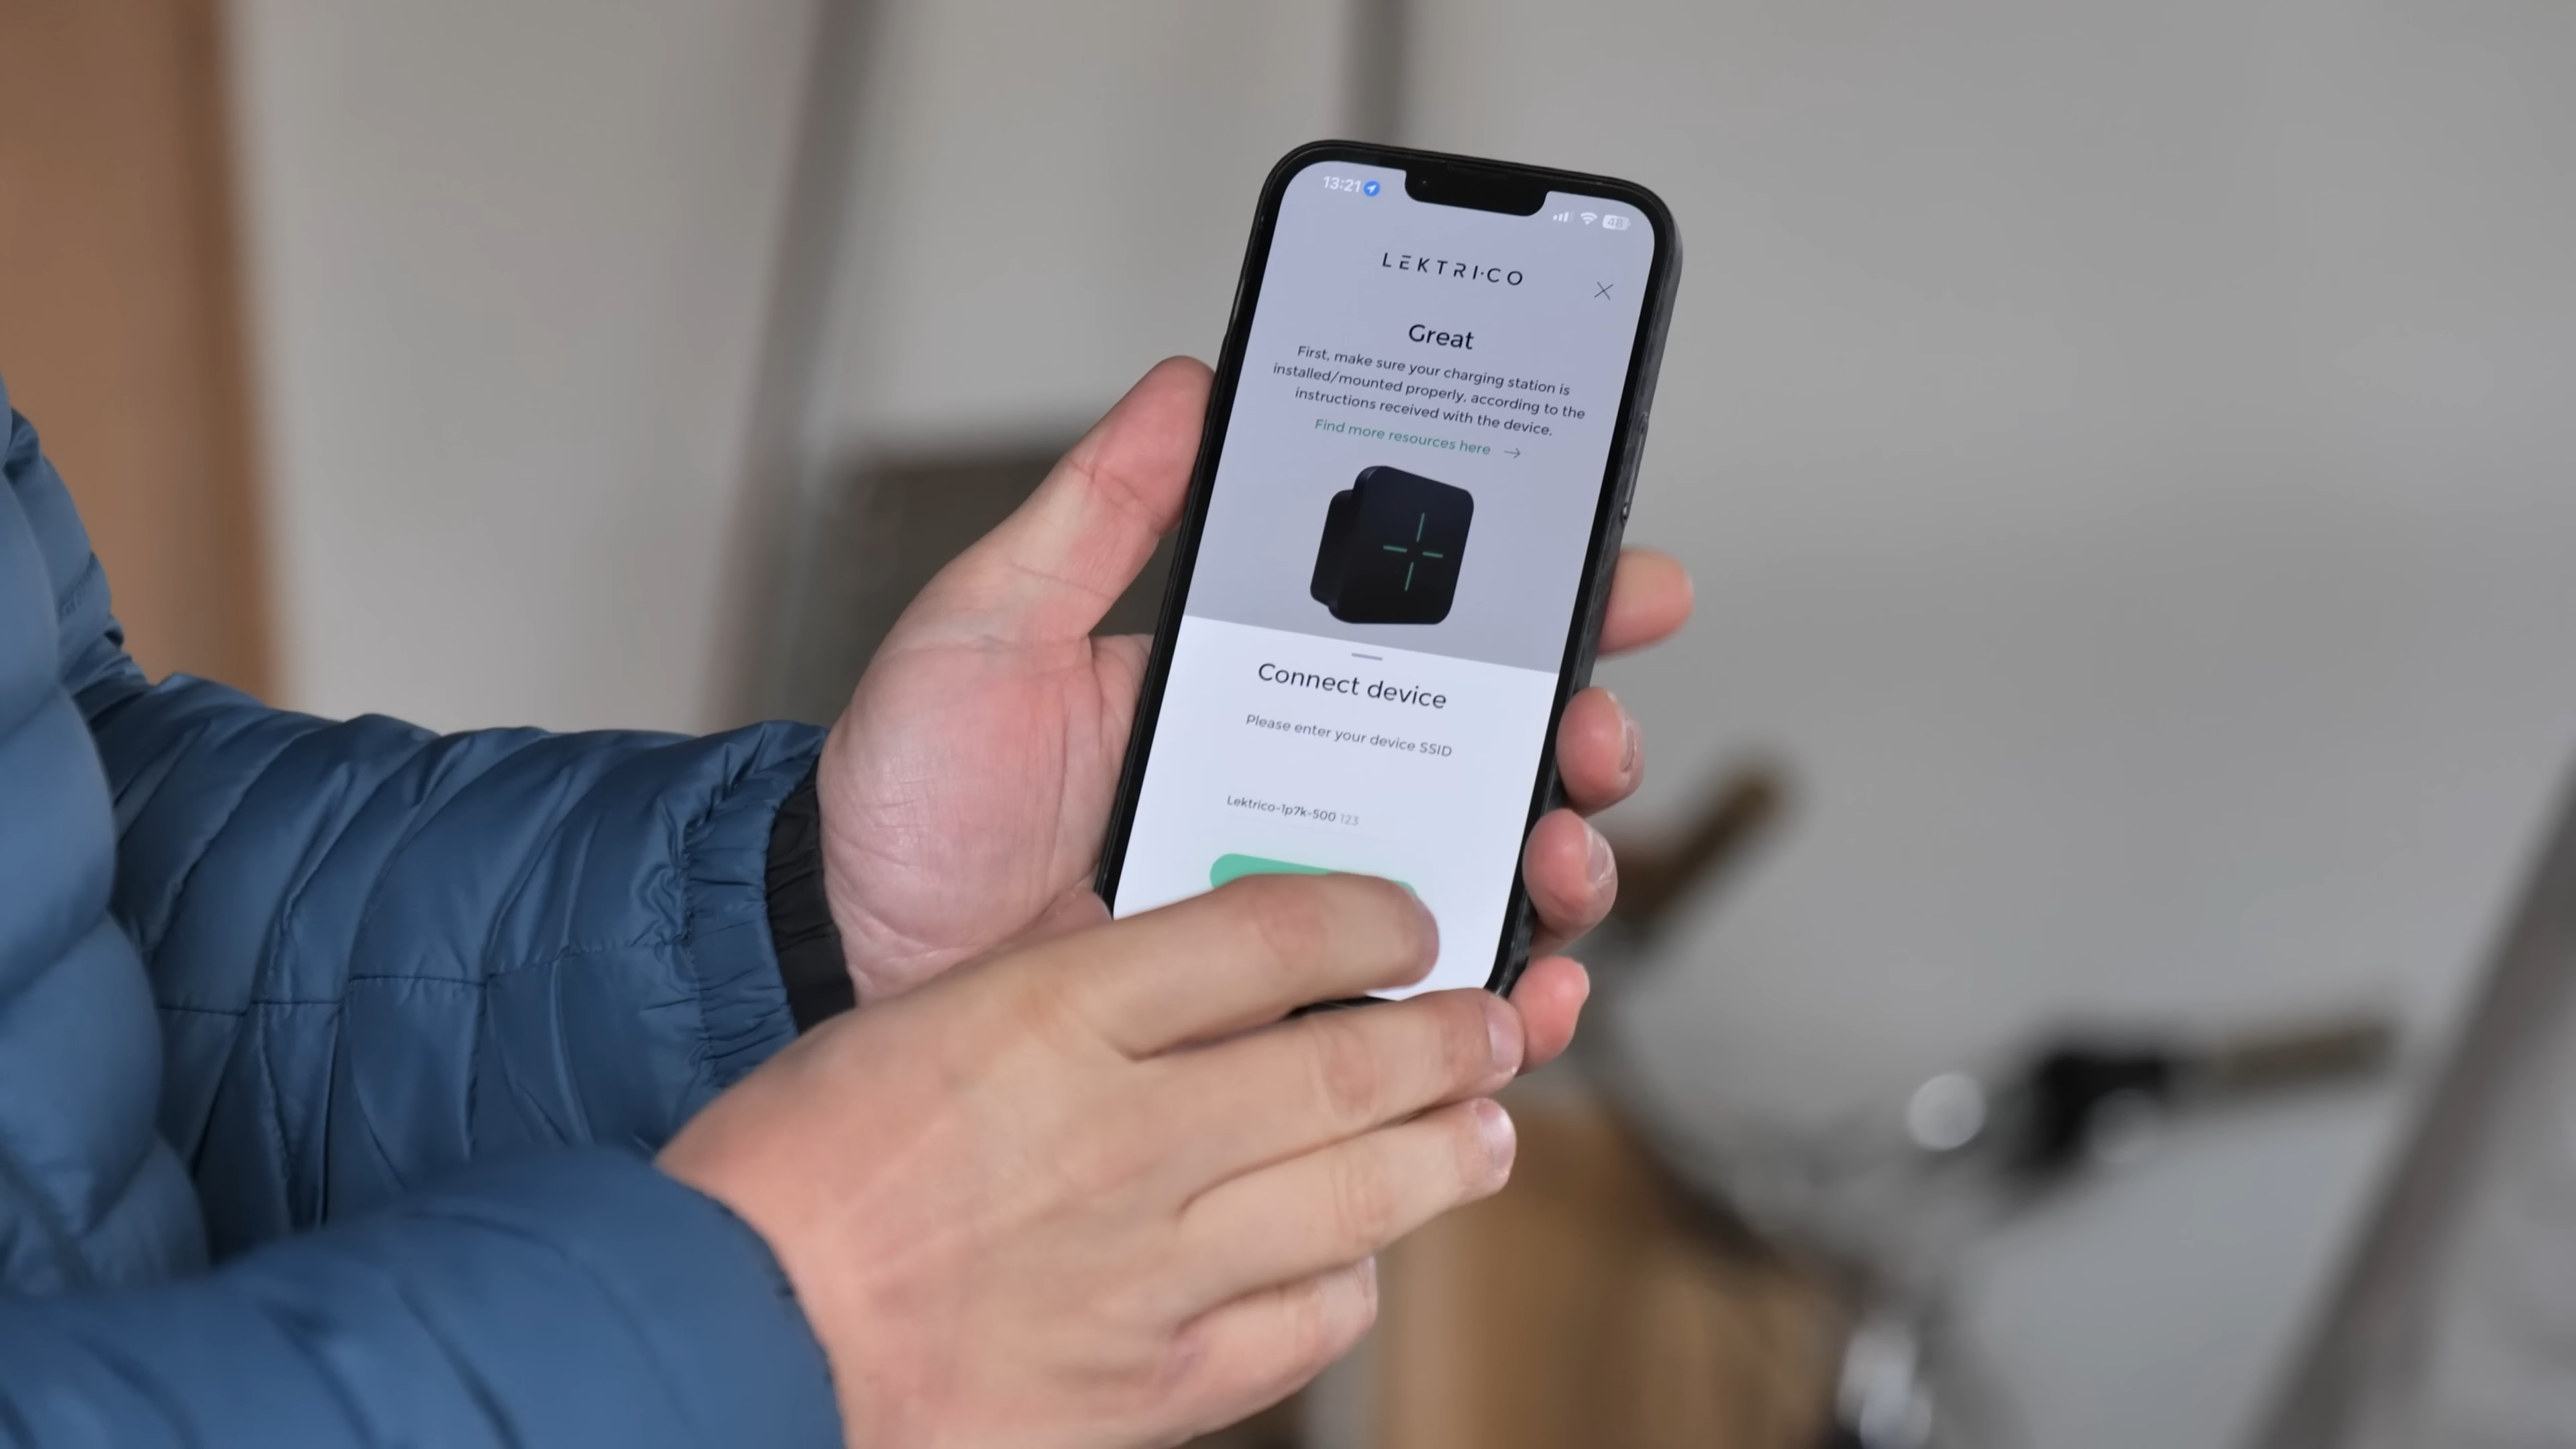 13:21
48
LEKTRI·CO
Great
First, make sure your charging station is
installed/mounted properly, according to the
instructions received with the device.
Find more resources here →
Connect device
Please enter your device SSID
Lektrico-1p7k-500 123